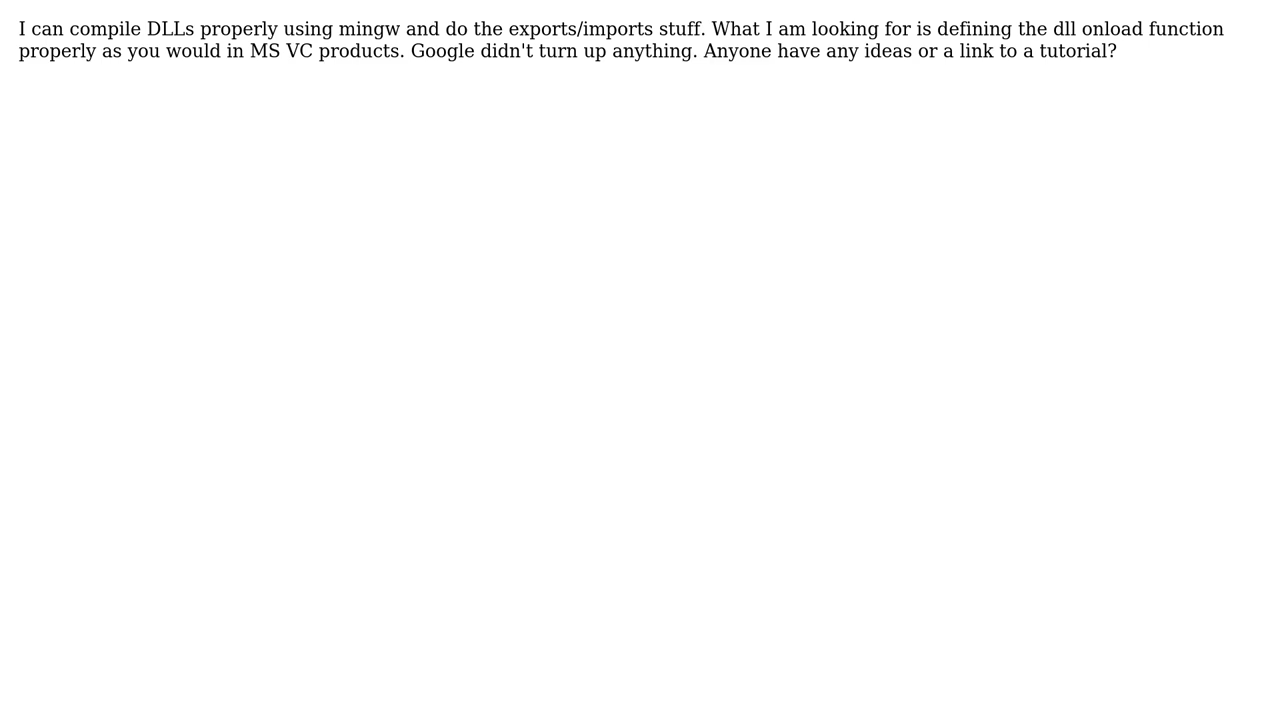 I can compile DLLs properly using mingw and do the exports/imports stuff. What I am looking for is defining the dll onload function
properly as you would in MS VC products. Google didn't turn up anything. Anyone have any ideas or a link to a tutorial?